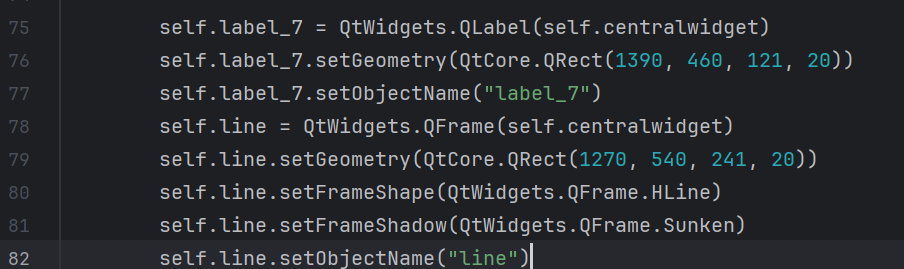 75 self.label_7 = QtWidgets.QLabel(self.centralwidget)
76 self.label_7.setGeometry(QtCore.QRect(1390, 460, 121, 20))
77 self.label_7.setObjectName("label_7")
78 self.line = QtWidgets.QFrame(self.centralwidget)
79 self.line.setGeometry(QtCore.QRect(1270, 540, 241, 20))
80 self.line.setFrameShape(QtWidgets.QFrame.HLine)
81 self.line.setFrameShadow(QtWidgets.QFrame.Sunken)
82 self.line.setObjectName("line")